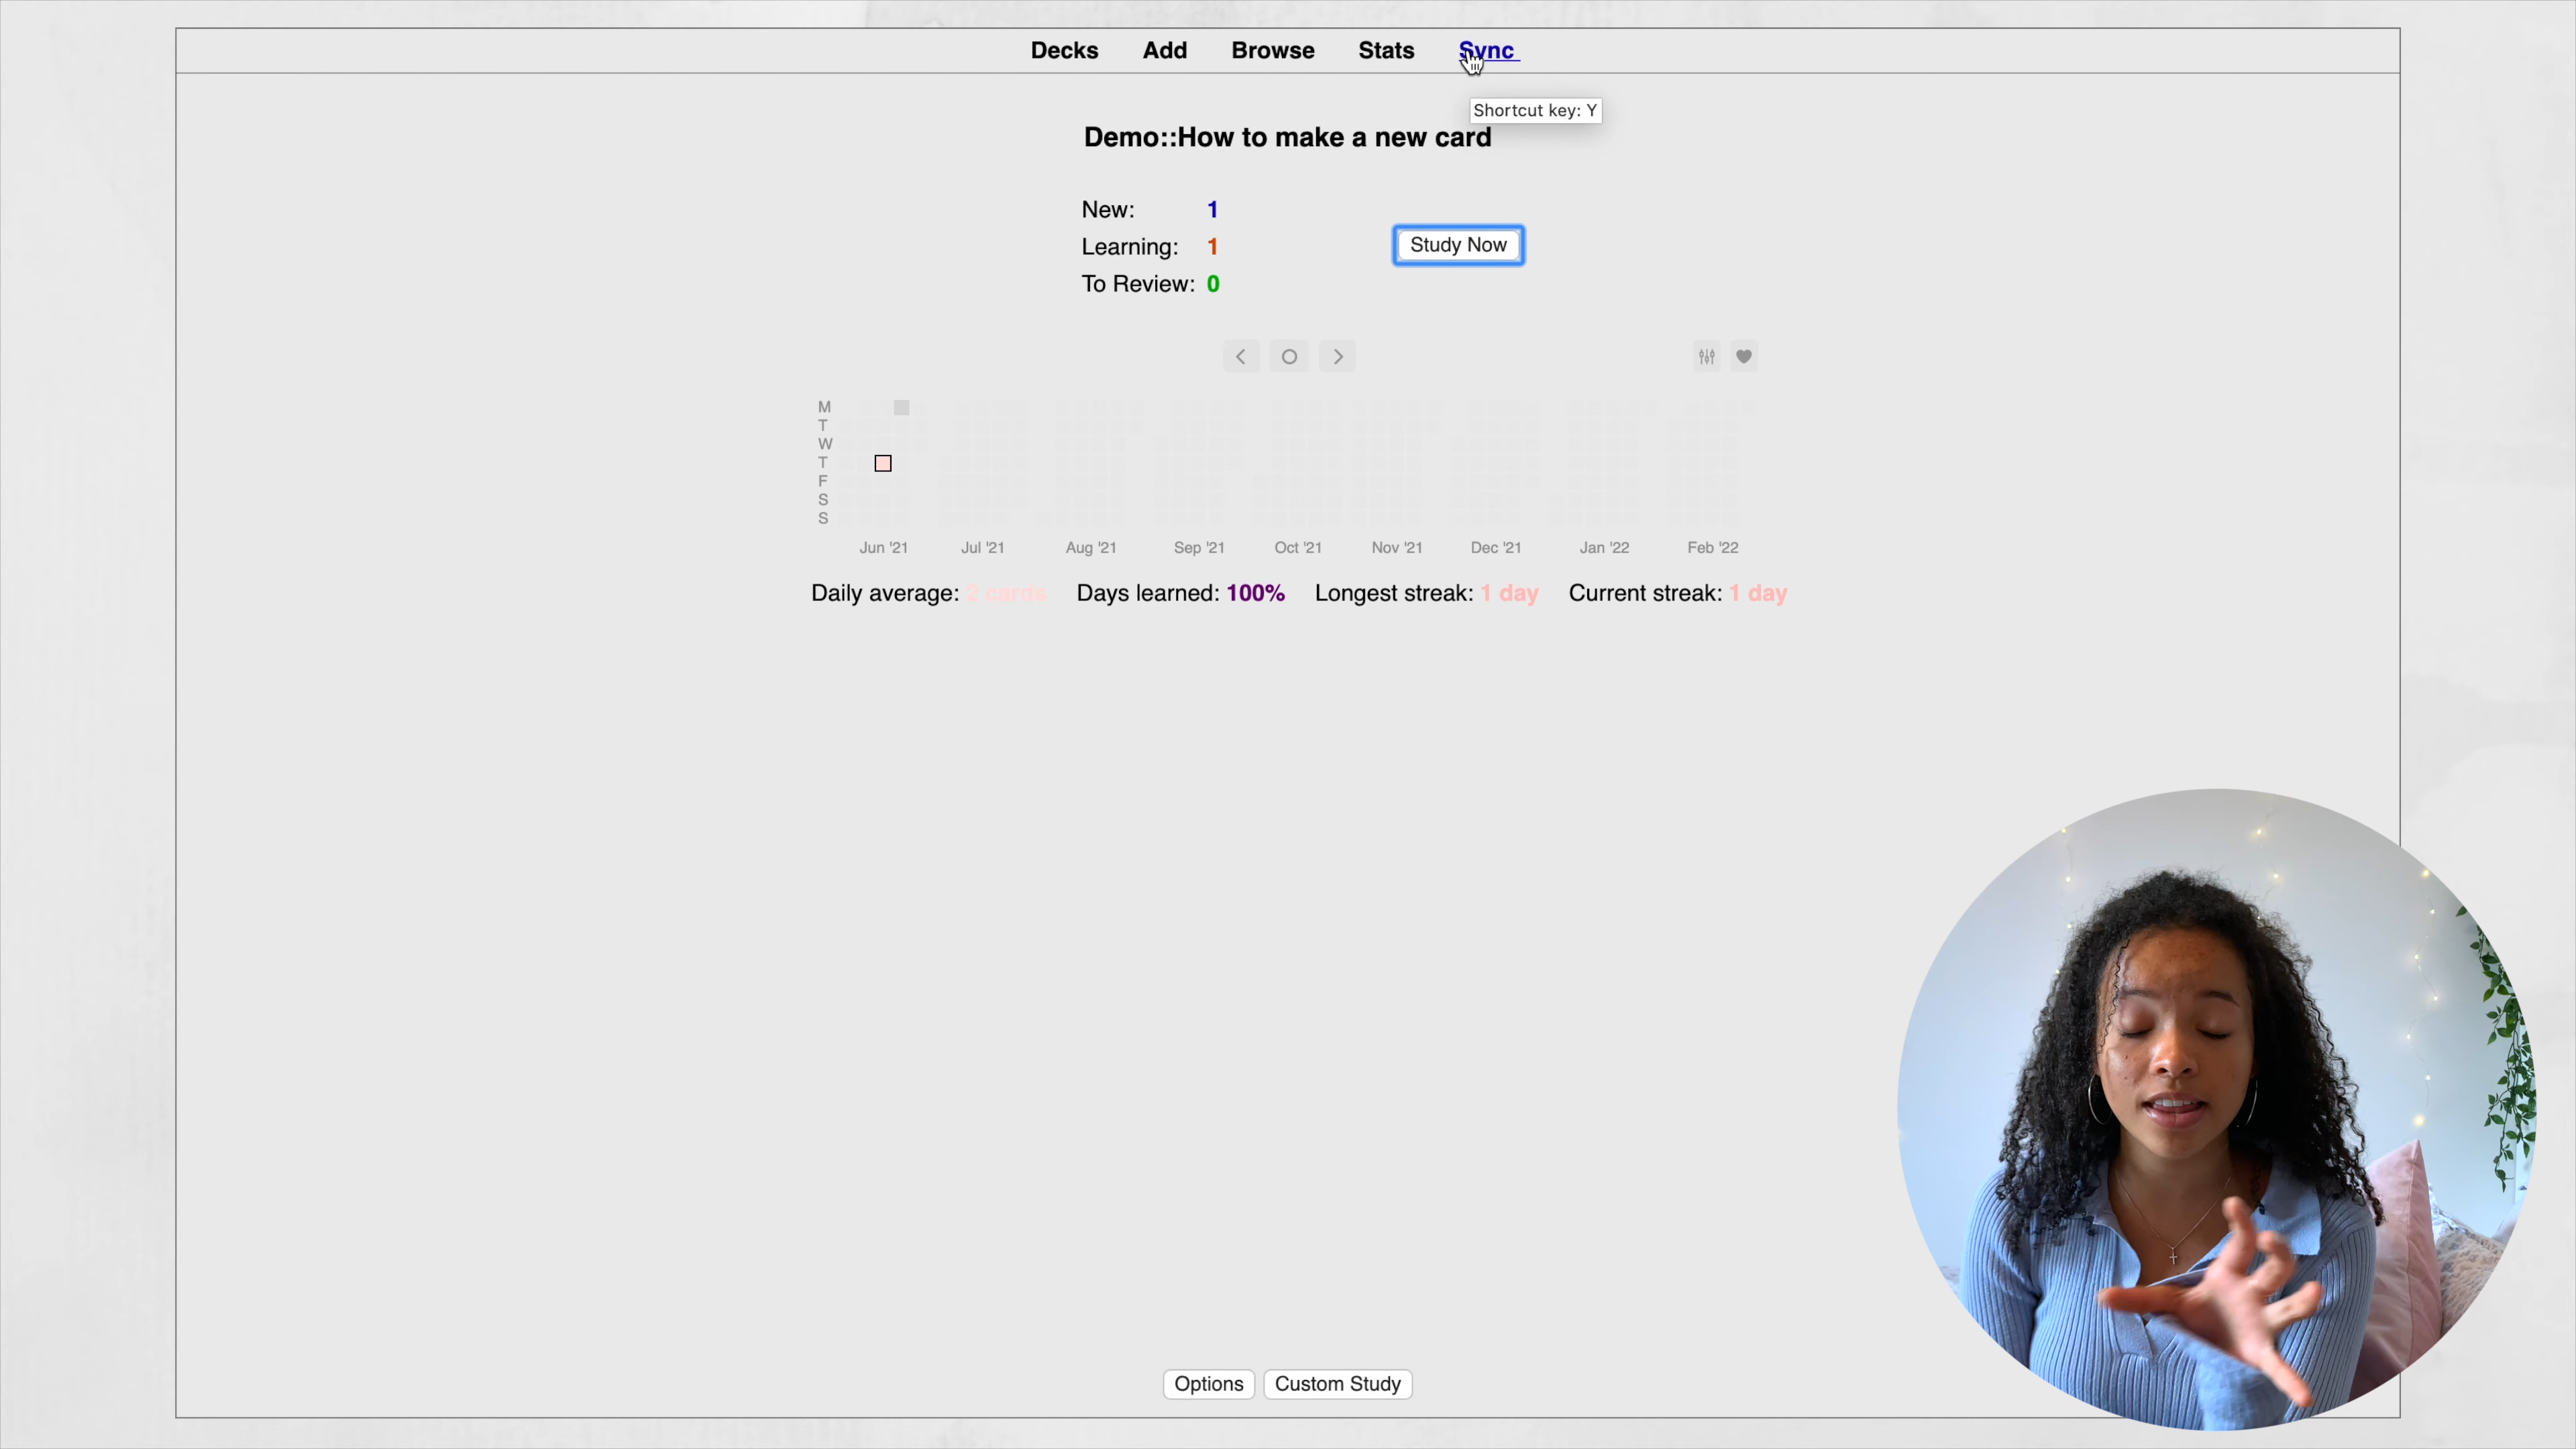 Decks Add Browse Stats Sync
Shortcut key: Y
Demo::How to make a new card
New: 1
Learning: 1 Study Now
To Review: 0
M
T
W
T
F
S
S
Jun '21 Jul '21 Aug '21 Sep '21 Oct '21 Nov '21 Dec '21 Jan '22 Feb '22
Daily average: 2 cards Days learned: 100% Longest streak: 1 day Current streak: 1 day
Options Custom Study